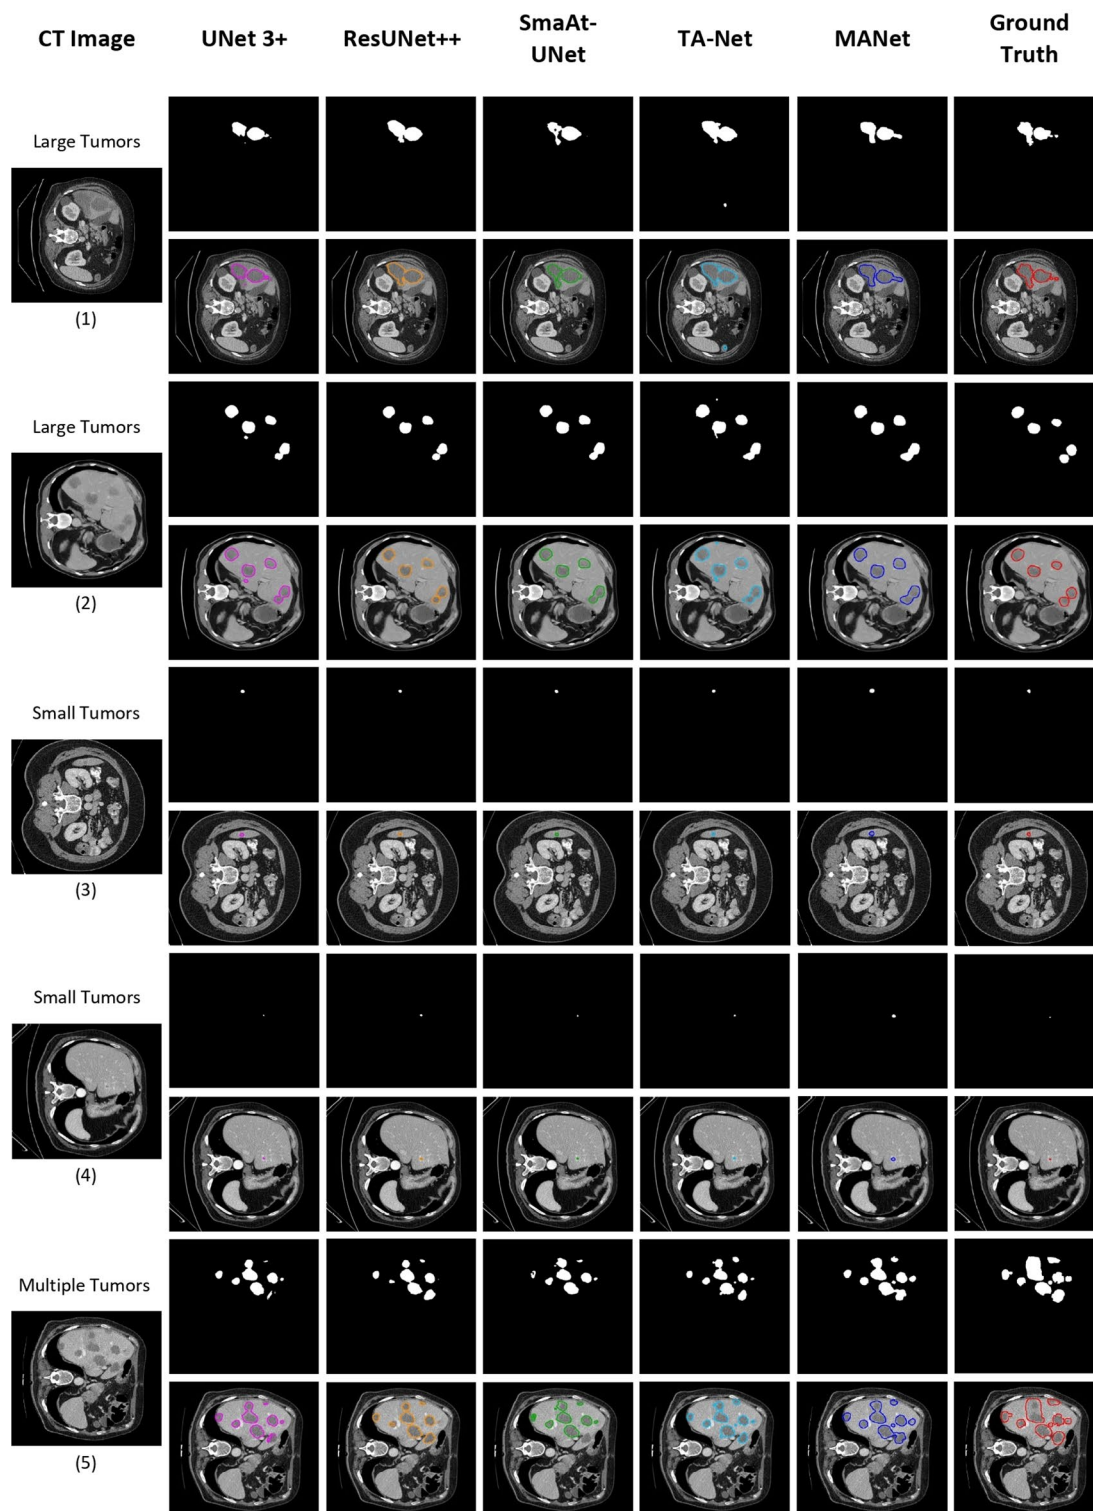 CT Image
UNet 3+
ResUNet++
SmaAt-
UNet
TA-Net
MANet
Ground
Truth
Large Tumors
(1)
Large Tumors
(2)
Small Tumors
(3)
Small Tumors
(4)
Multiple Tumors
(5)